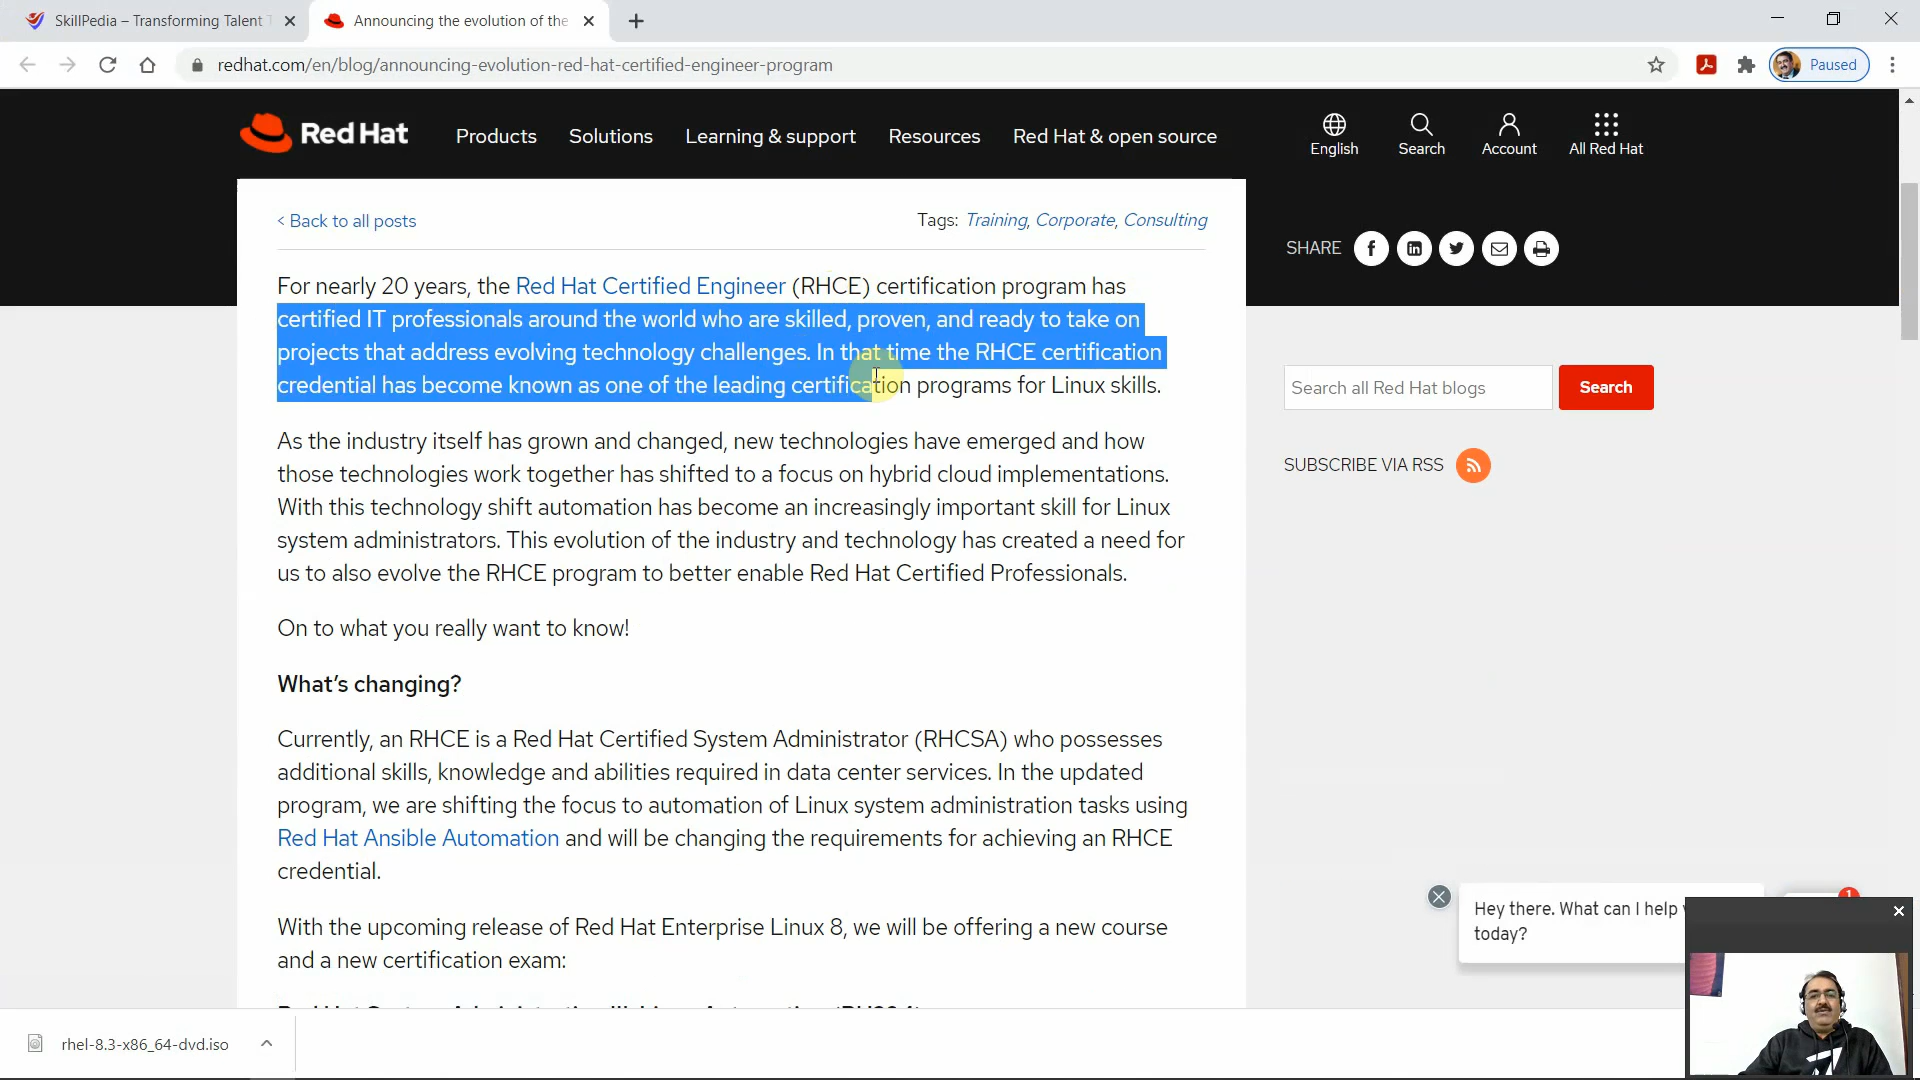 SkillPedia – Transforming Talent T
Announcing the evolution of the
redhat.com/en/blog/announcing-evolution-red-hat-certified-engineer-program
Paused
Red Hat
Products
Solutions
Learning & support
Resources
Red Hat & open source
English
Search
Account
All Red Hat
< Back to all posts
Tags: Training, Corporate, Consulting
SHARE
For nearly 20 years, the Red Hat Certified Engineer (RHCE) certification program has
certified IT professionals around the world who are skilled, proven, and ready to take on
projects that address evolving technology challenges. In that time the RHCE certification
credential has become known as one of the leading certification programs for Linux skills.
Search all Red Hat blogs
Search
SUBSCRIBE VIA RSS
As the industry itself has grown and changed, new technologies have emerged and how
those technologies work together has shifted to a focus on hybrid cloud implementations.
With this technology shift automation has become an increasingly important skill for Linux
system administrators. This evolution of the industry and technology has created a need for
us to also evolve the RHCE program to better enable Red Hat Certified Professionals.
On to what you really want to know!
What's changing?
Currently, an RHCE is a Red Hat Certified System Administrator (RHCSA) who possesses
additional skills, knowledge and abilities required in data center services. In the updated
program, we are shifting the focus to automation of Linux system administration tasks using
Red Hat Ansible Automation and will be changing the requirements for achieving an RHCE
credential.
With the upcoming release of Red Hat Enterprise Linux 8, we will be offering a new course
and a new certification exam:
Hey there. What can I help
today?
1
rhel-8.3-x86_64-dvd.iso